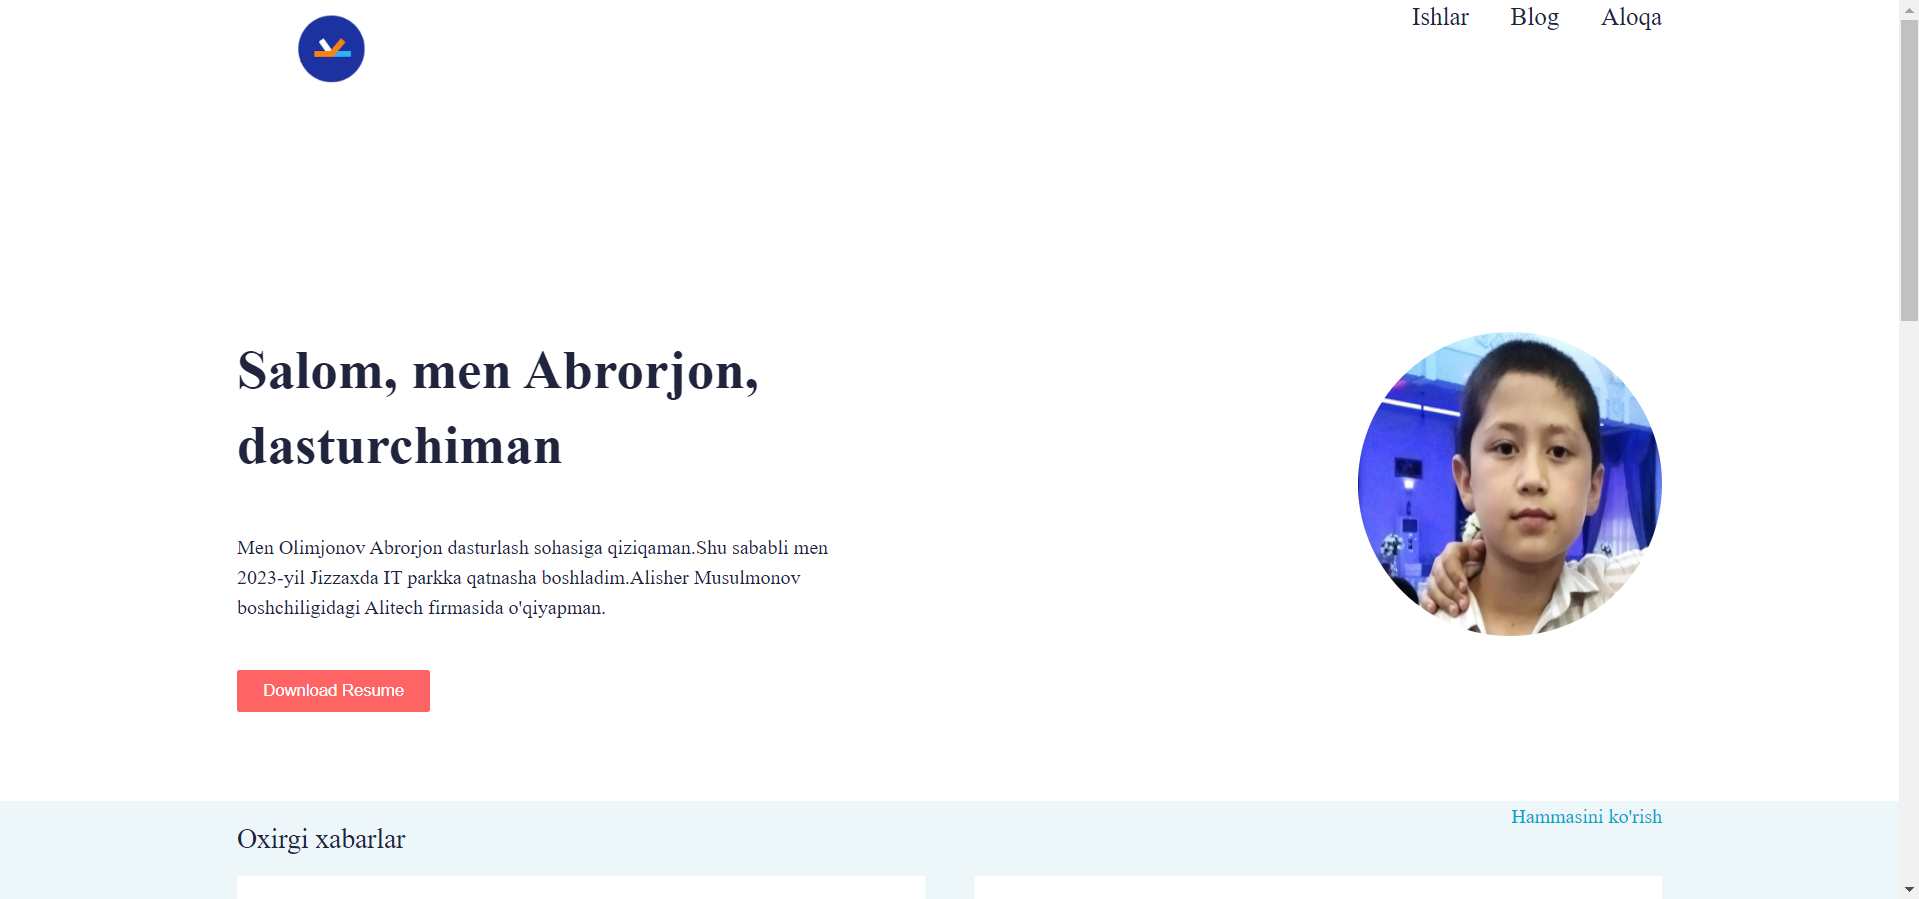 Ishlar Blog Aloqa
Salom, men Abrorjon,
dasturchiman
Men Olimjonov Abrorjon dasturlash sohasiga qiziqaman.Shu sababli men
2023-yil Jizzaxda IT parkka qatnasha boshladim.Alisher Musulmonov
boshchiligidagi Alitech firmasida o'qiyapman.
Download Resume
Oxirgi xabarlar
Hammasini ko'rish